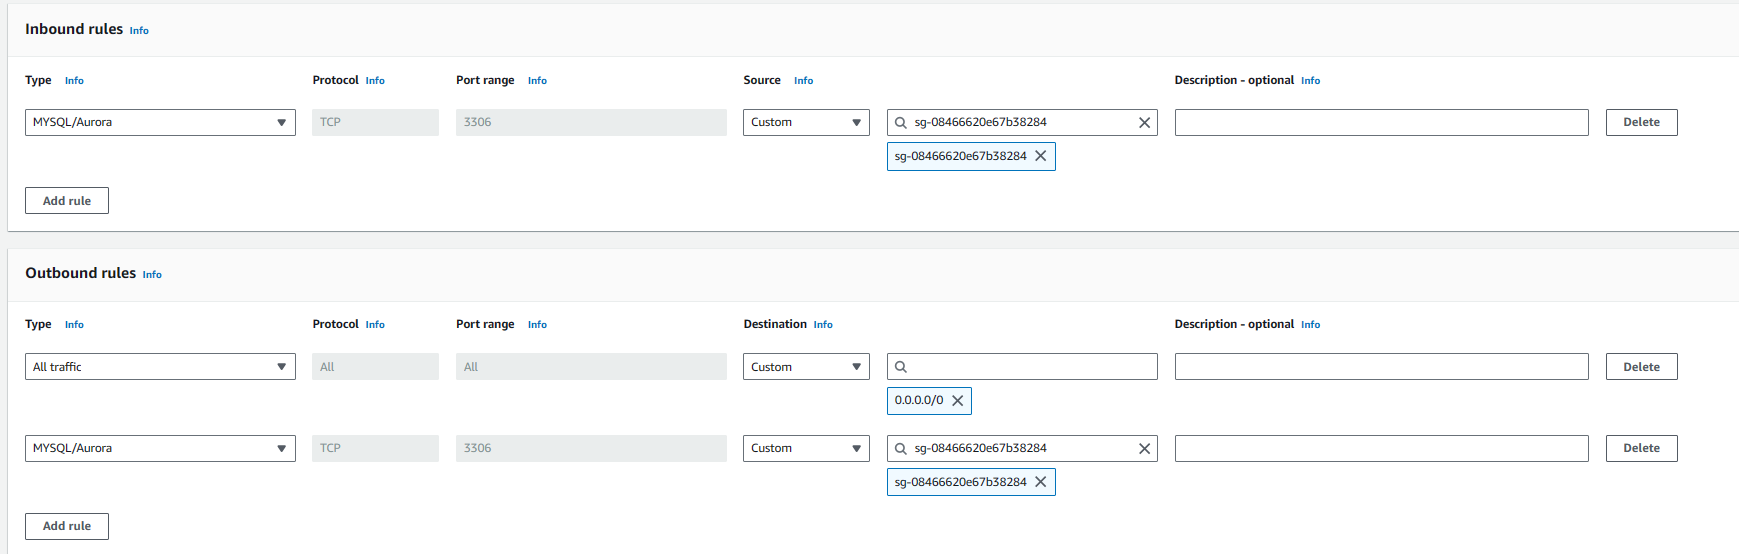 Inbound rules Info
Type Info Protocol Info Port range Info Source Info Description - optional Info
MYSQL/Aurora TCP 3306 Custom sg-08466620e67b38284 Delete
sg-08466620e67b38284
Add rule
Outbound rules Info
Type Info Protocol Info Port range Info Destination Info Description - optional Info
All traffic All All Custom Delete
0.0.0.0/0
MYSQL/Aurora TCP 3306 Custom sg-08466620e67b38284 Delete
sg-08466620e67b38284
Add rule